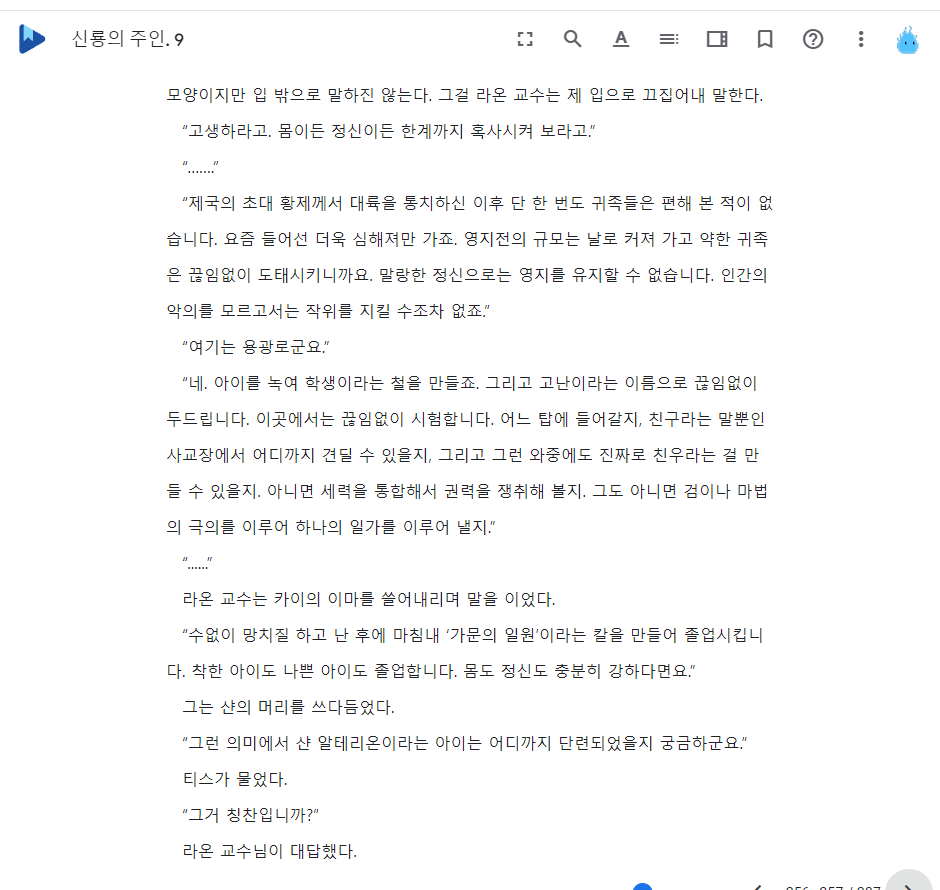 신룡의 주인. 9
모양이지만 입 밖으로 말하진 않는다. 그걸 라온 교수는 제 입으로 끄집어내 말한다.
“고생하라고. 몸이든 정신이든 한계까지 혹사시켜 보라고.”
“…….”
“제국의 초대 황제께서 대륙을 통치하신 이후 단 한 번도 귀족들은 편해 본 적이 없
습니다. 요즘 들어선 더욱 심해져만 가죠. 영지전의 규모는 날로 커져 가고 약한 귀족
은 끊임없이 도태시키니까요. 말랑한 정신으로는 영지를 유지할 수 없습니다. 인간의
악의를 모르고서는 작위를 지킬 수조차 없죠.”
“여기는 용광로군요.”
“네. 아이를 녹여 학생이라는 철을 만들죠. 그리고 고난이라는 이름으로 끊임없이
두드립니다. 이곳에서는 끊임없이 시험합니다. 어느 탑에 들어갈지, 친구라는 말뿐인
사교장에서 어디까지 견딜 수 있을지, 그리고 그런 와중에도 진짜로 친우라는 걸 만
들 수 있을지. 아니면 세력을 통합해서 권력을 쟁취해 볼지. 그도 아니면 검이나 마법
의 극의를 이루어 하나의 일가를 이루어 낼지.”
“......”
라온 교수는 카이의 이마를 쓸어내리며 말을 이었다.
“수없이 망치질 하고 난 후에 마침내 ‘가문의 일원’이라는 칼을 만들어 졸업시킵니
다. 착한 아이도 나쁜 아이도 졸업합니다. 몸도 정신도 충분히 강하다면요.”
그는 샨의 머리를 쓰다듬었다.
“그런 의미에서 샨 알테리온이라는 아이는 어디까지 단련되었을지 궁금하군요.”
티스가 물었다.
“그거 칭찬입니까?”
라온 교수님이 대답했다.